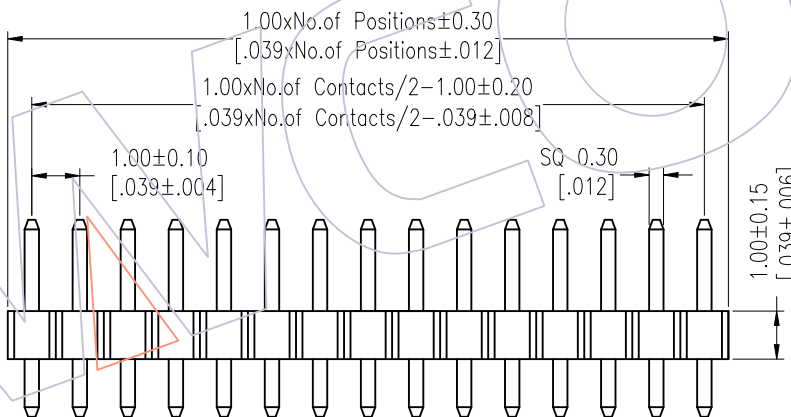 1.00xNo.of Positions±0.30
[.039xNo.of Positions±.012]
1.00xNo.of Contacts/2-1.00±0.20
[.039xNo.of Contacts/2-.039±.008]
1.00±0.10
[.039±.004]
SQ 0.30
[.012]
1.00±0.15
[.039±.006]